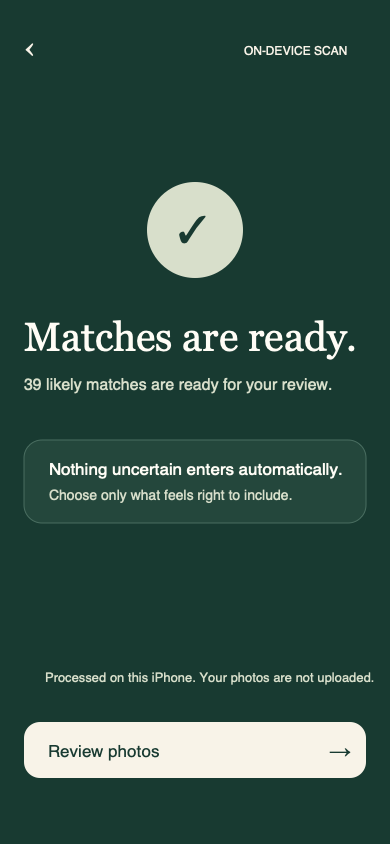 ON-DEVICE SCAN
Matches are ready.
39 likely matches are ready for your review.
Nothing uncertain enters automatically.
Choose only what feels right to include.
Processed on this iPhone. Your photos are not uploaded.
Review photos →